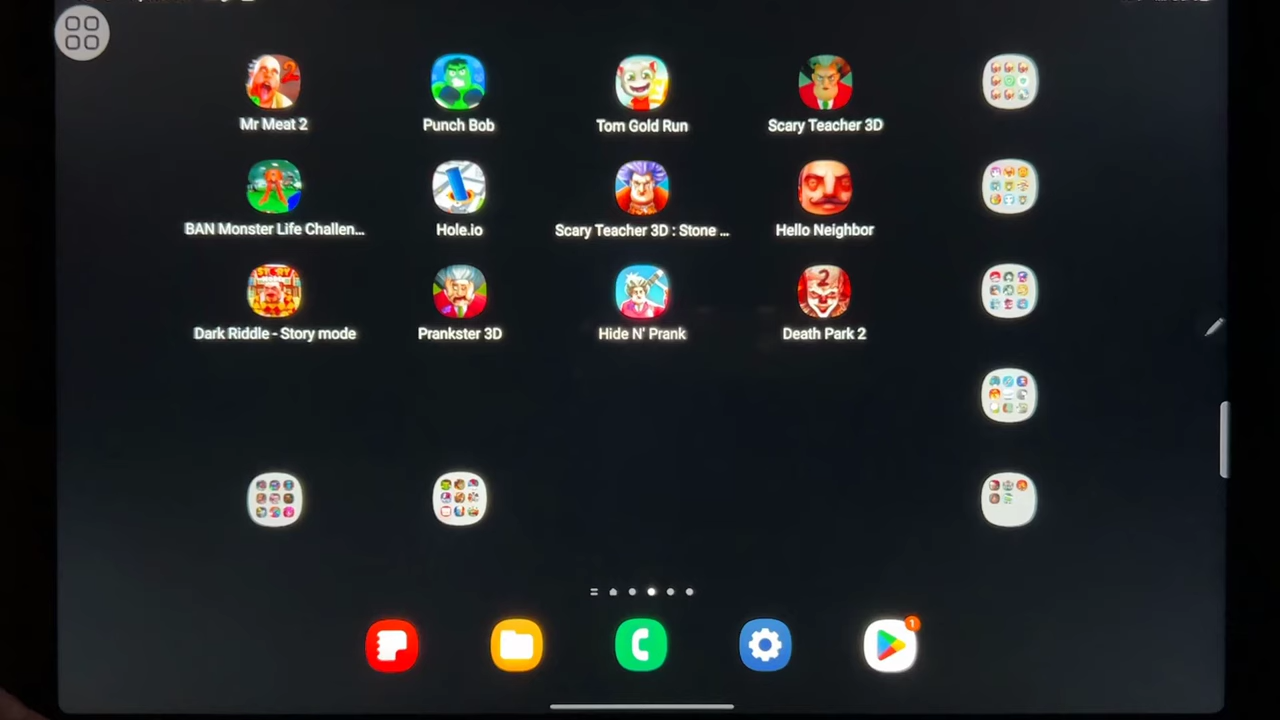 Mr Meat 2
Punch Bob
Tom Gold Run
Scary Teacher 3D
BAN Monster Life Challen...
Hole.io
Scary Teacher 3D : Stone ...
Hello Neighbor
Dark Riddle - Story mode
Prankster 3D
Hide N' Prank
Death Park 2
1